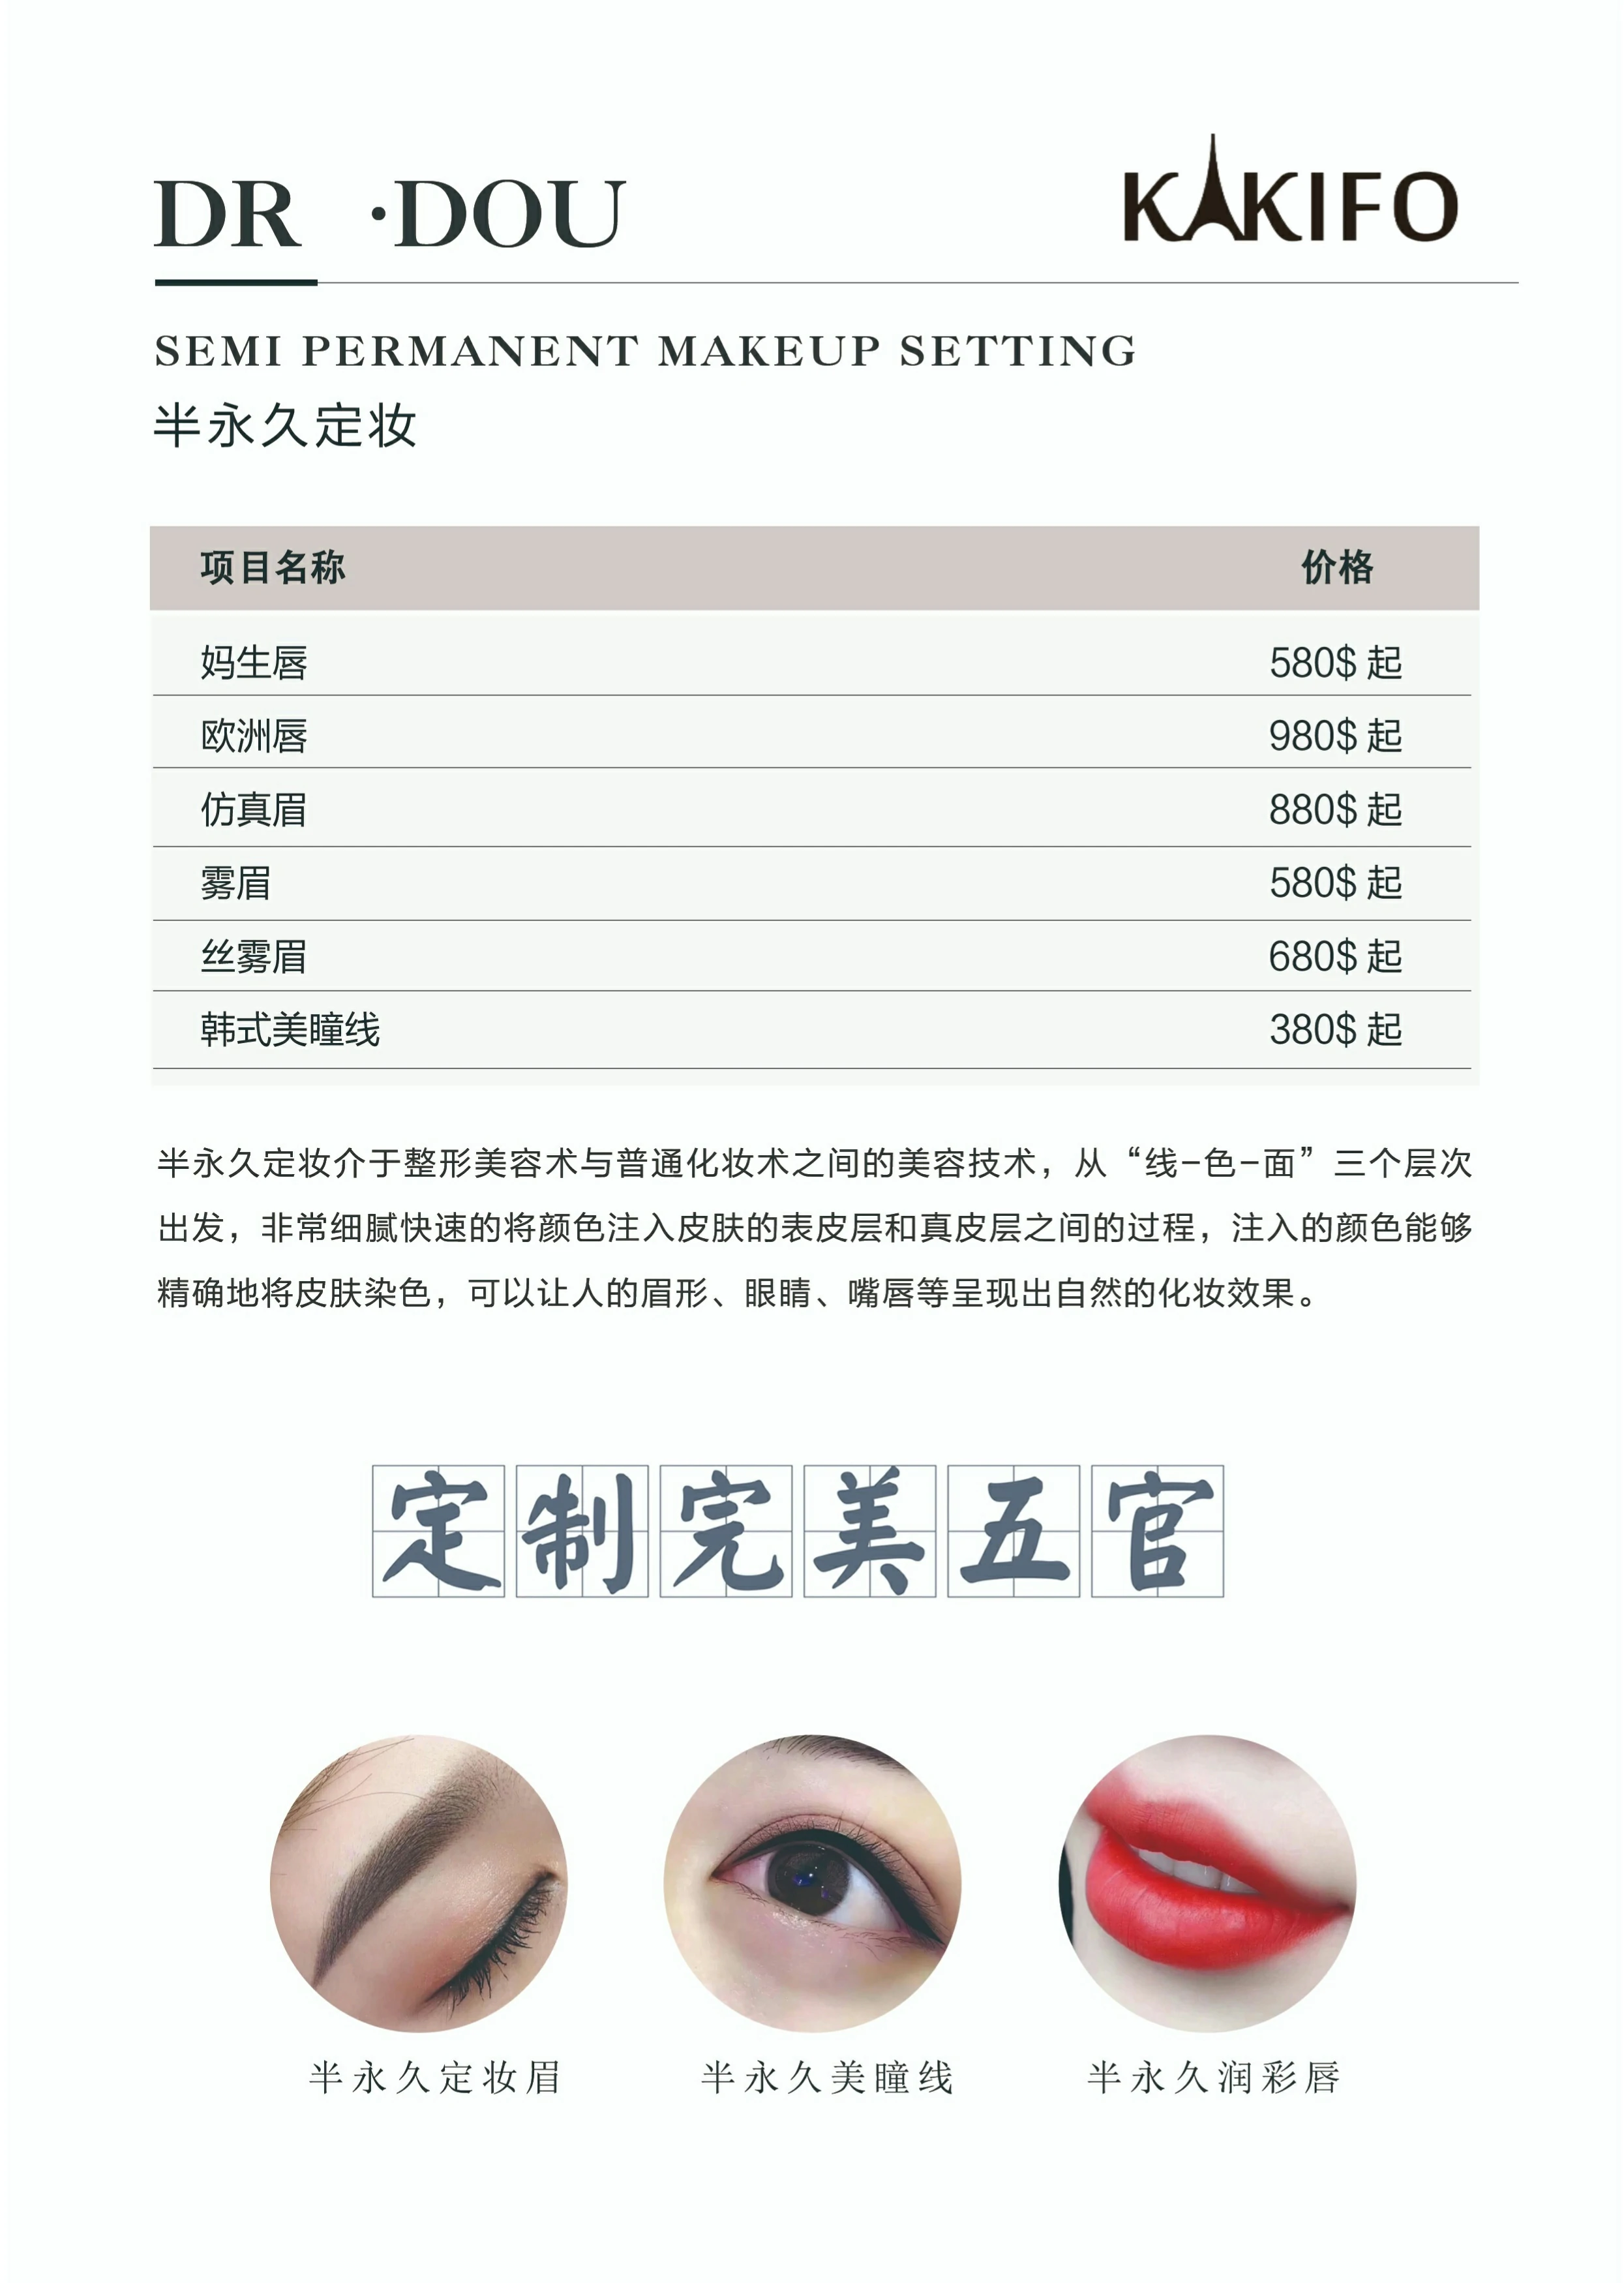 DR ·DOU
KAKIFO
SEMI PERMANENT MAKEUP SETTING
半永久定妆
项目名称 价格
妈生唇 580$ 起
欧洲唇 980$ 起
仿真眉 880$ 起
雾眉 580$ 起
丝雾眉 680$ 起
韩式美瞳线 380$ 起
半永久定妆介于整形美容术与普通化妆术之间的美容技术，从“线–色–面”三个层次
出发，非常细腻快速的将颜色注入皮肤的表皮层和真皮层之间的过程，注入的颜色能够
精确地将皮肤染色，可以让人的眉形、眼睛、嘴唇等呈现出自然的化妆效果。
定制完美五官
半永久定妆眉 半永久美瞳线 半永久润彩唇